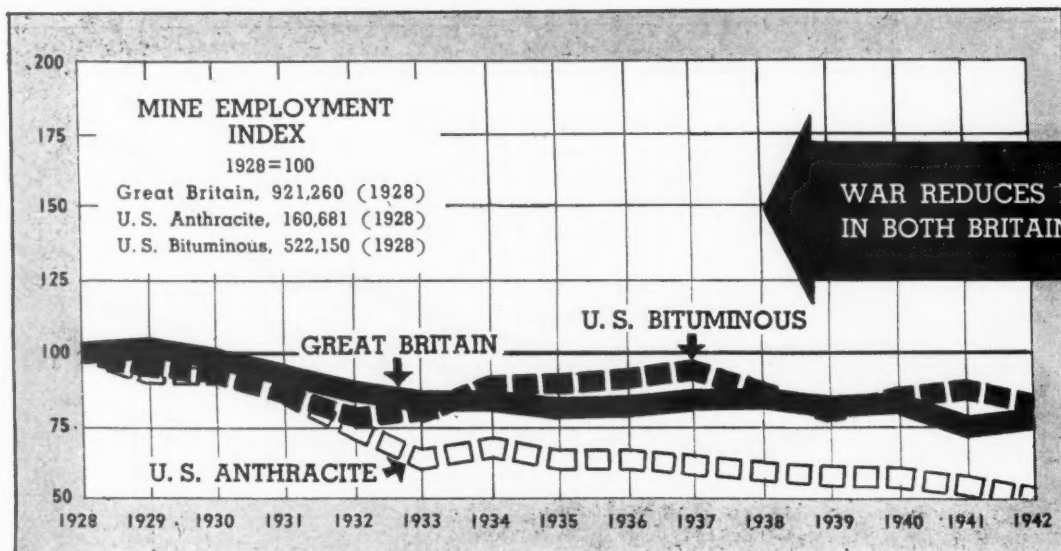 200
175
150
125
100
75
50
MINE EMPLOYMENT
INDEX
1928=100
Great Britain, 921,260 (1928)
U.S. Anthracite, 160,681 (1928)
U.S. Bituminous, 522,150 (1928)
WAR REDUCES
IN BOTH BRITAIN
U.S. BITUMINOUS
GREAT BRITAIN
U.S. ANTHRACITE
1928 1929 1930 1931 1932 1933 1934 1935 1936 1937 1938 1939 1940 1941 1942